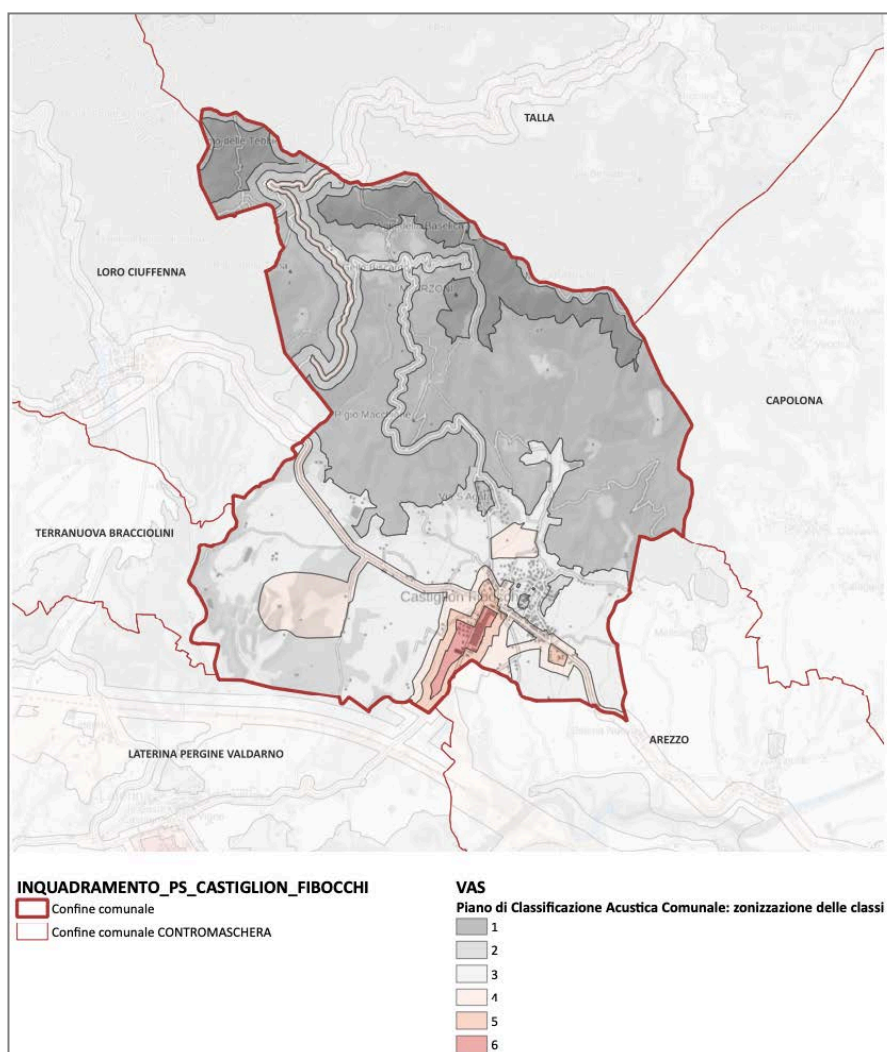 TALLA
LORO CIUFFENNA
CAPOLONA
TERRANUOVA BRACCIOLINI
Castiglion
LATERINA PERGINE VALDARNO
AREZZO
INQUADRAMENTO_PS_CASTIGLION_FIBOCCHI
Confine comunale
Confine comunale CONTROMASCHERA
VAS
Piano di Classificazione Acustica Comunale: zonizzazione delle classi
1
2
3
4
5
6